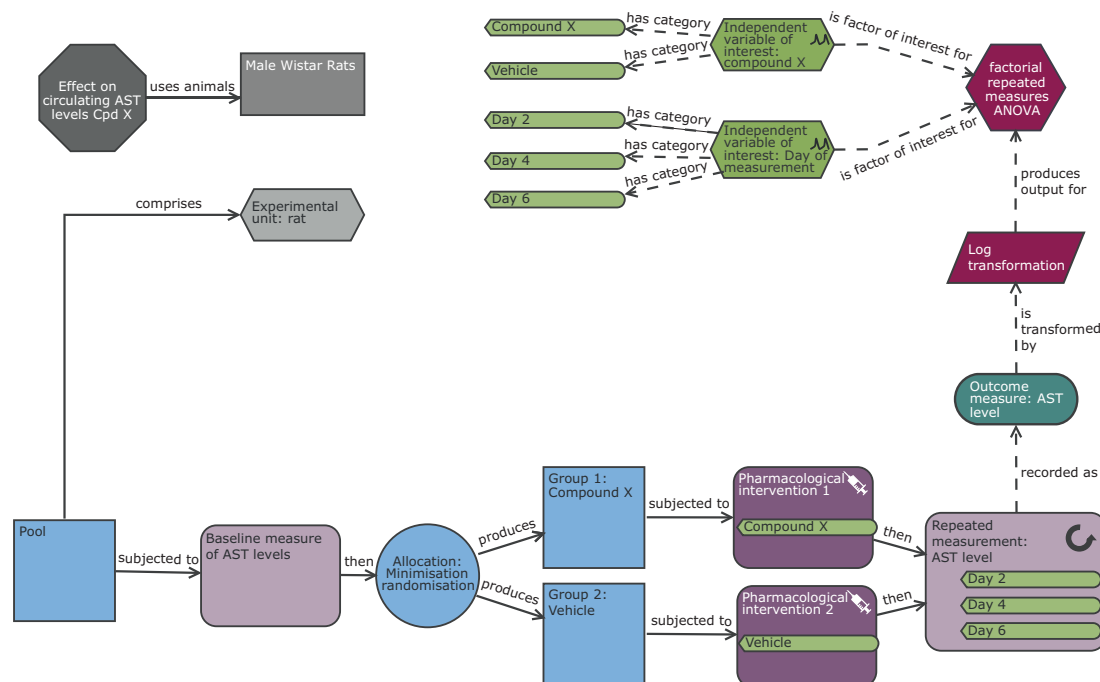 Effect on
circulating AST
levels Cpd X
uses animals
Male Wistar Rats
Compound X
has category
Vehicle
has category
Independent
variable of
interest:
compound X
is factor of interest for
factorial
repeated
measures
ANOVA
Day 2
has category
Day 4
has category
Day 6
has category
Independent
variable of
interest: Day of
measurement
is factor of interest for
produces
output for
comprises
Experimental
unit: rat
Log
transformation
is
transformed
by
Outcome
measure: AST
level
recorded as
Pool
subjected to
Baseline measure
of AST levels
then
Allocation:
Minimisation
randomisation
produces
produces
Group 1:
Compound X
subjected to
Pharmacological
intervention 1
Compound X
then
Group 2:
Vehicle
subjected to
Pharmacological
intervention 2
Vehicle
then
Repeated
measurement:
AST level
Day 2
Day 4
Day 6